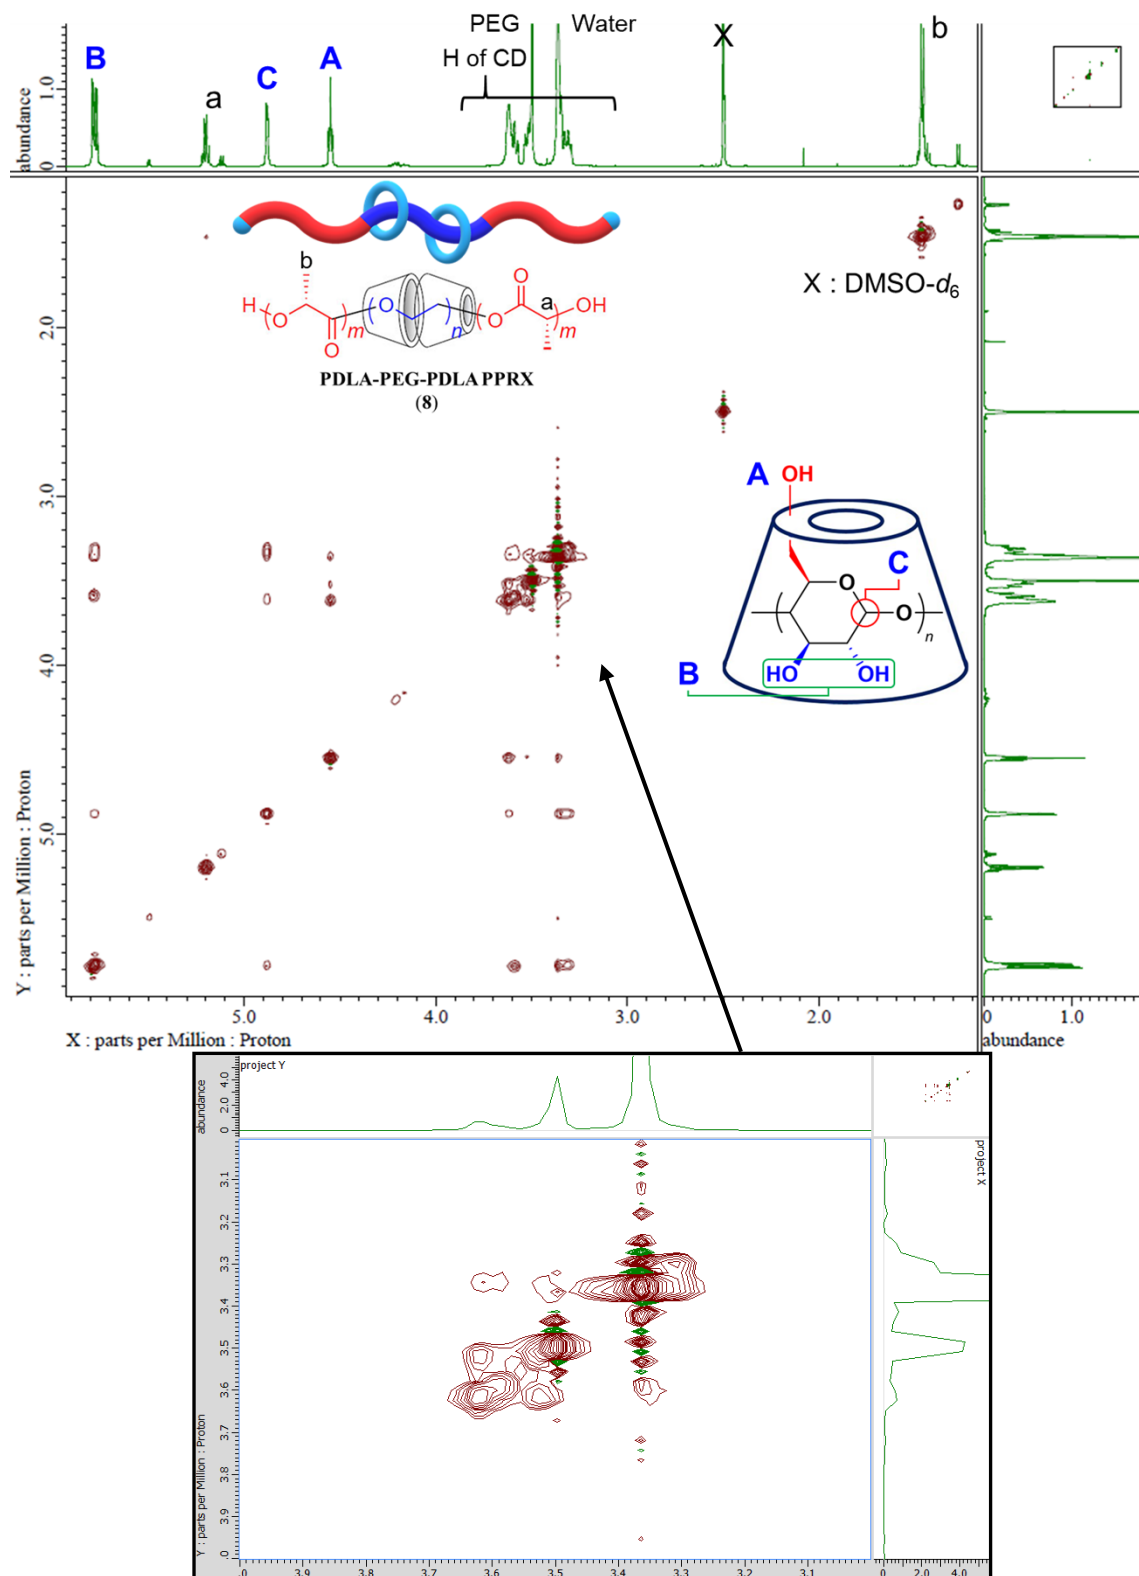 PEG Water
H of CD
B a C A X b
abundance
1.0
0
b
H O O m O n O a OH m
O
PDLA-PEG-PDLA PPRX
(8)
X : DMSO-d6
2.0
3.0
4.0
5.0
Y : parts per Million : Proton
A OH
C
O O n
B HO OH
5.0 4.0 3.0 2.0
X : parts per Million : Proton
0 1.0
abundance
project Y
abundance
4.0
2.0
0
project X
3.1
3.2
3.3
3.4
3.5
3.6
3.7
3.8
3.9
.0
Y : parts per Million : Proton
.0 3.9 3.8 3.7 3.6 3.5 3.4 3.3 3.2 3.1
0 2.0 4.0